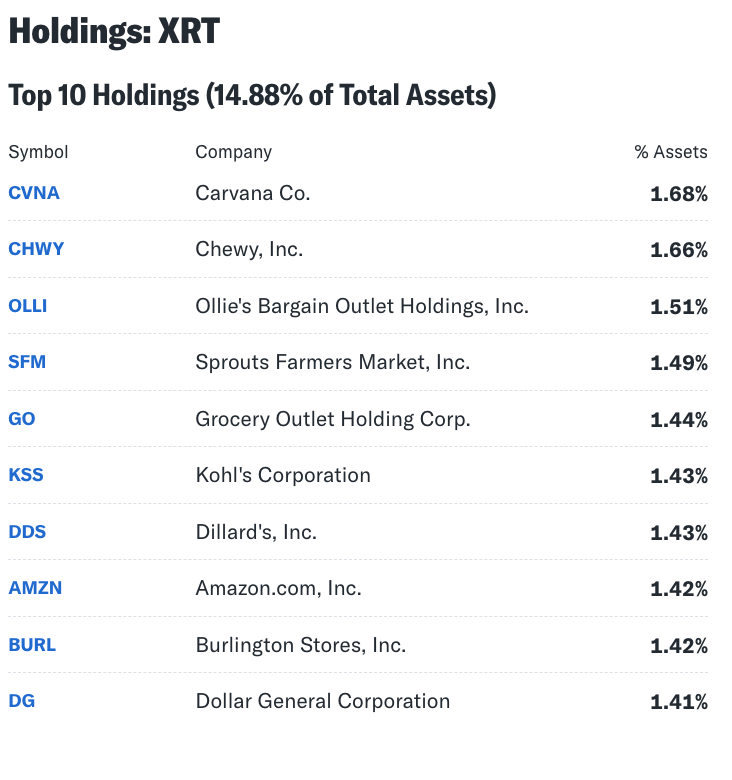 Holdings: XRT
Top 10 Holdings (14.88% of Total Assets)
Symbol Company % Assets
CVNA Carvana Co. 1.68%
CHWY Chewy, Inc. 1.66%
OLLI Ollie's Bargain Outlet Holdings, Inc. 1.51%
SFM Sprouts Farmers Market, Inc. 1.49%
GO Grocery Outlet Holding Corp. 1.44%
KSS Kohl's Corporation 1.43%
DDS Dillard's, Inc. 1.43%
AMZN Amazon.com, Inc. 1.42%
BURL Burlington Stores, Inc. 1.42%
DG Dollar General Corporation 1.41%